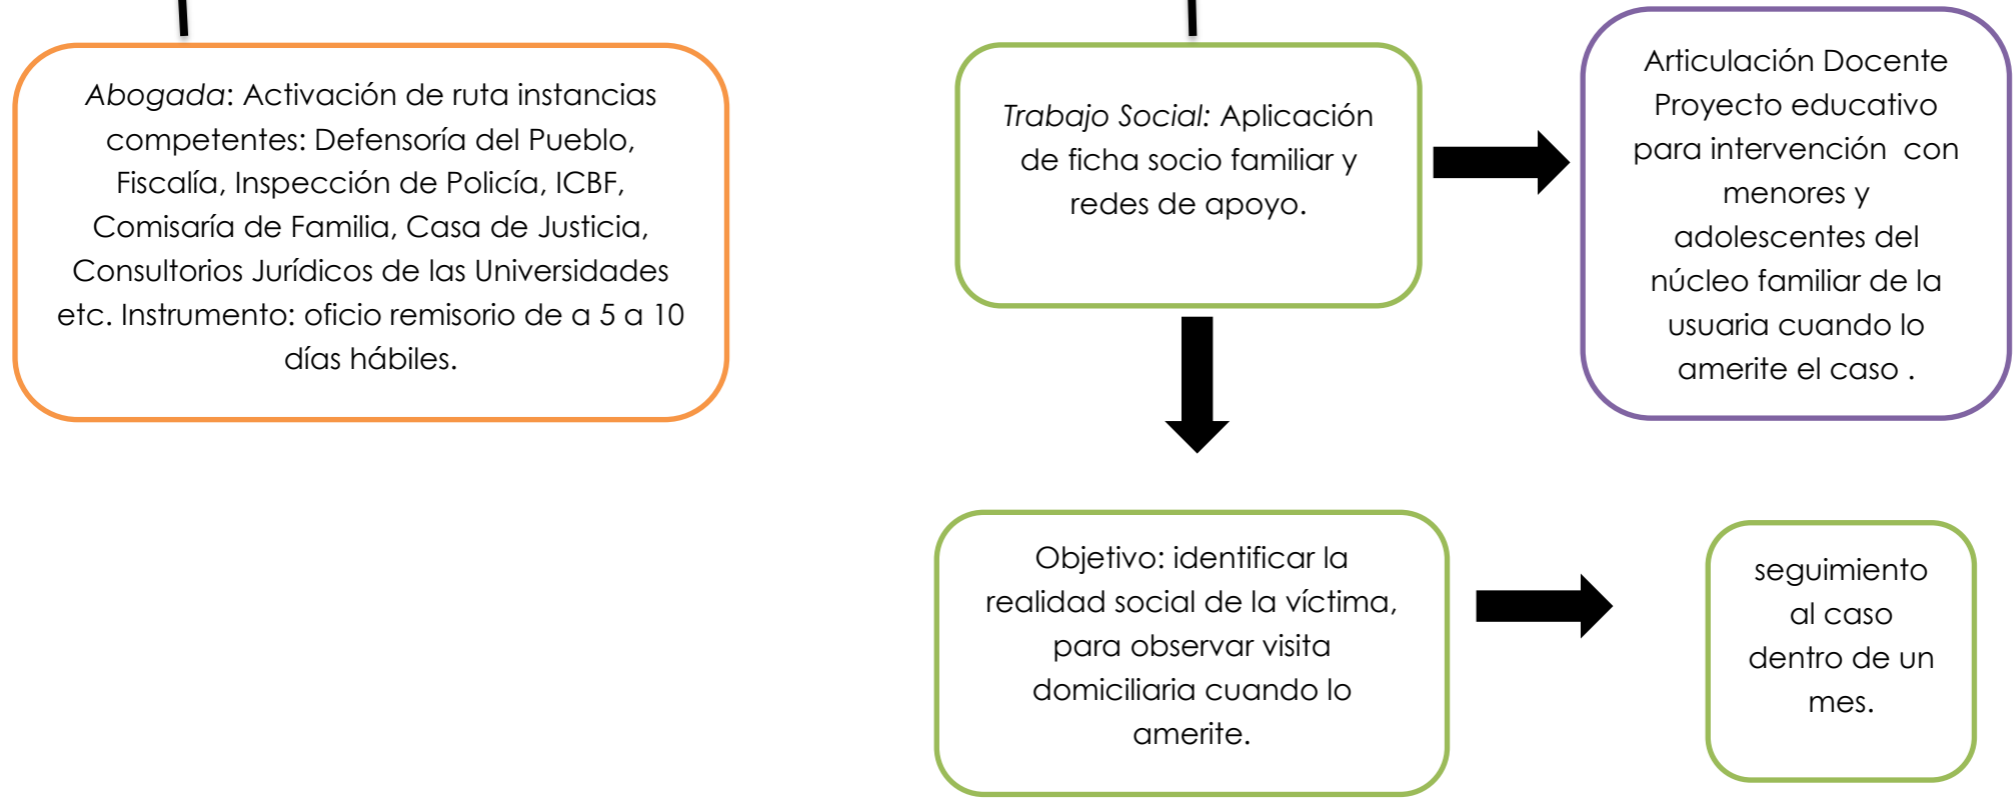 Abogada: Activación de ruta instancias
competentes: Defensoría del Pueblo,
Fiscalía, Inspección de Policía, ICBF,
Comisaría de Familia, Casa de Justicia,
Consultorios Jurídicos de las Universidades
etc. Instrumento: oficio remisorio de a 5 a 10
días hábiles.
Trabajo Social: Aplicación
de ficha socio familiar y
redes de apoyo.
Articulación Docente
Proyecto educativo
para intervención  con
menores y
adolescentes del
núcleo familiar de la
usuaria cuando lo
amerite el caso .
Objetivo: identificar la
realidad social de la víctima,
para observar visita
domiciliaria cuando lo
amerite.
seguimiento
al caso
dentro de un
mes.